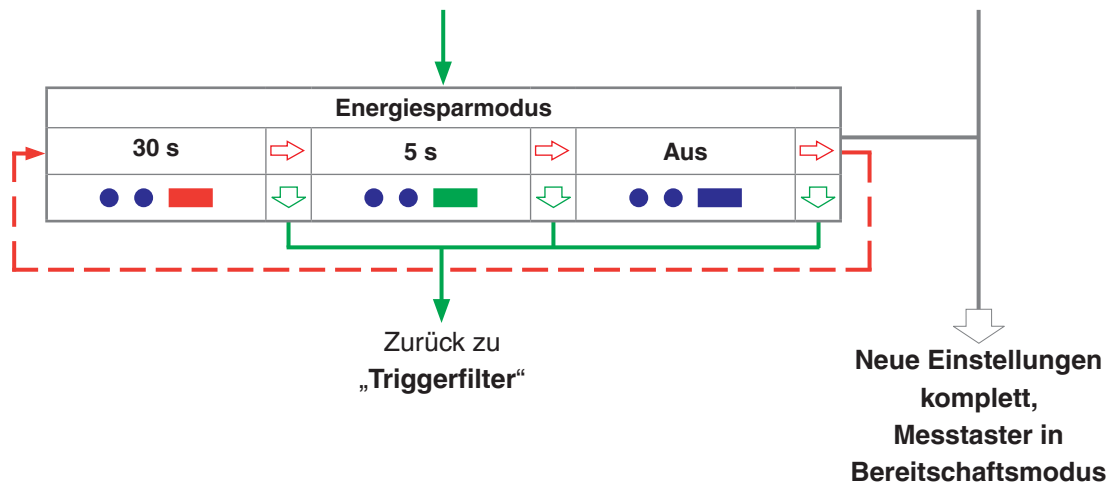 Energiesparmodus
30 s
5 s
Aus
Zurück zu
„Triggerfilter“
Neue Einstellungen
komplett,
Messtaster in
Bereitschaftsmodus